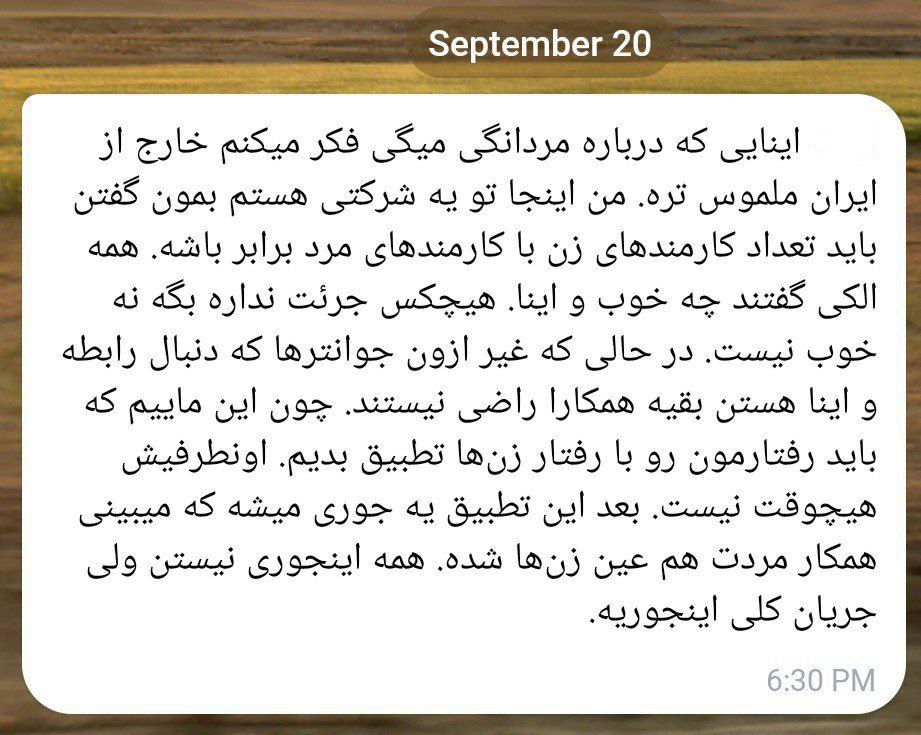 September 20
اینایی که درباره مردانگی میگی فکر میکنم خارج از
ایران ملموس تره. من اینجا تو یه شرکتی هستم بمون گفتن
باید تعداد کارمندهای زن با کارمندهای مرد برابر باشه. همه
الکی گفتند چه خوب و اینا. هیچکس جرئت نداره بگه نه
خوب نیست. در حالی که غیر ازون جوانترها که دنبال رابطه
و اینا هستن بقیه همکارا راضی نیستند. چون این ماییم که
باید رفتارمون رو با رفتار زن‌ها تطبیق بدیم. اونطرفیش
هیچوقت نیست. بعد این تطبیق یه جوری میشه که میبینی
همکار مردت هم عین زن‌ها شده. همه اینجوری نیستن ولی
جریان کلی اینجوریه.
6:30 PM